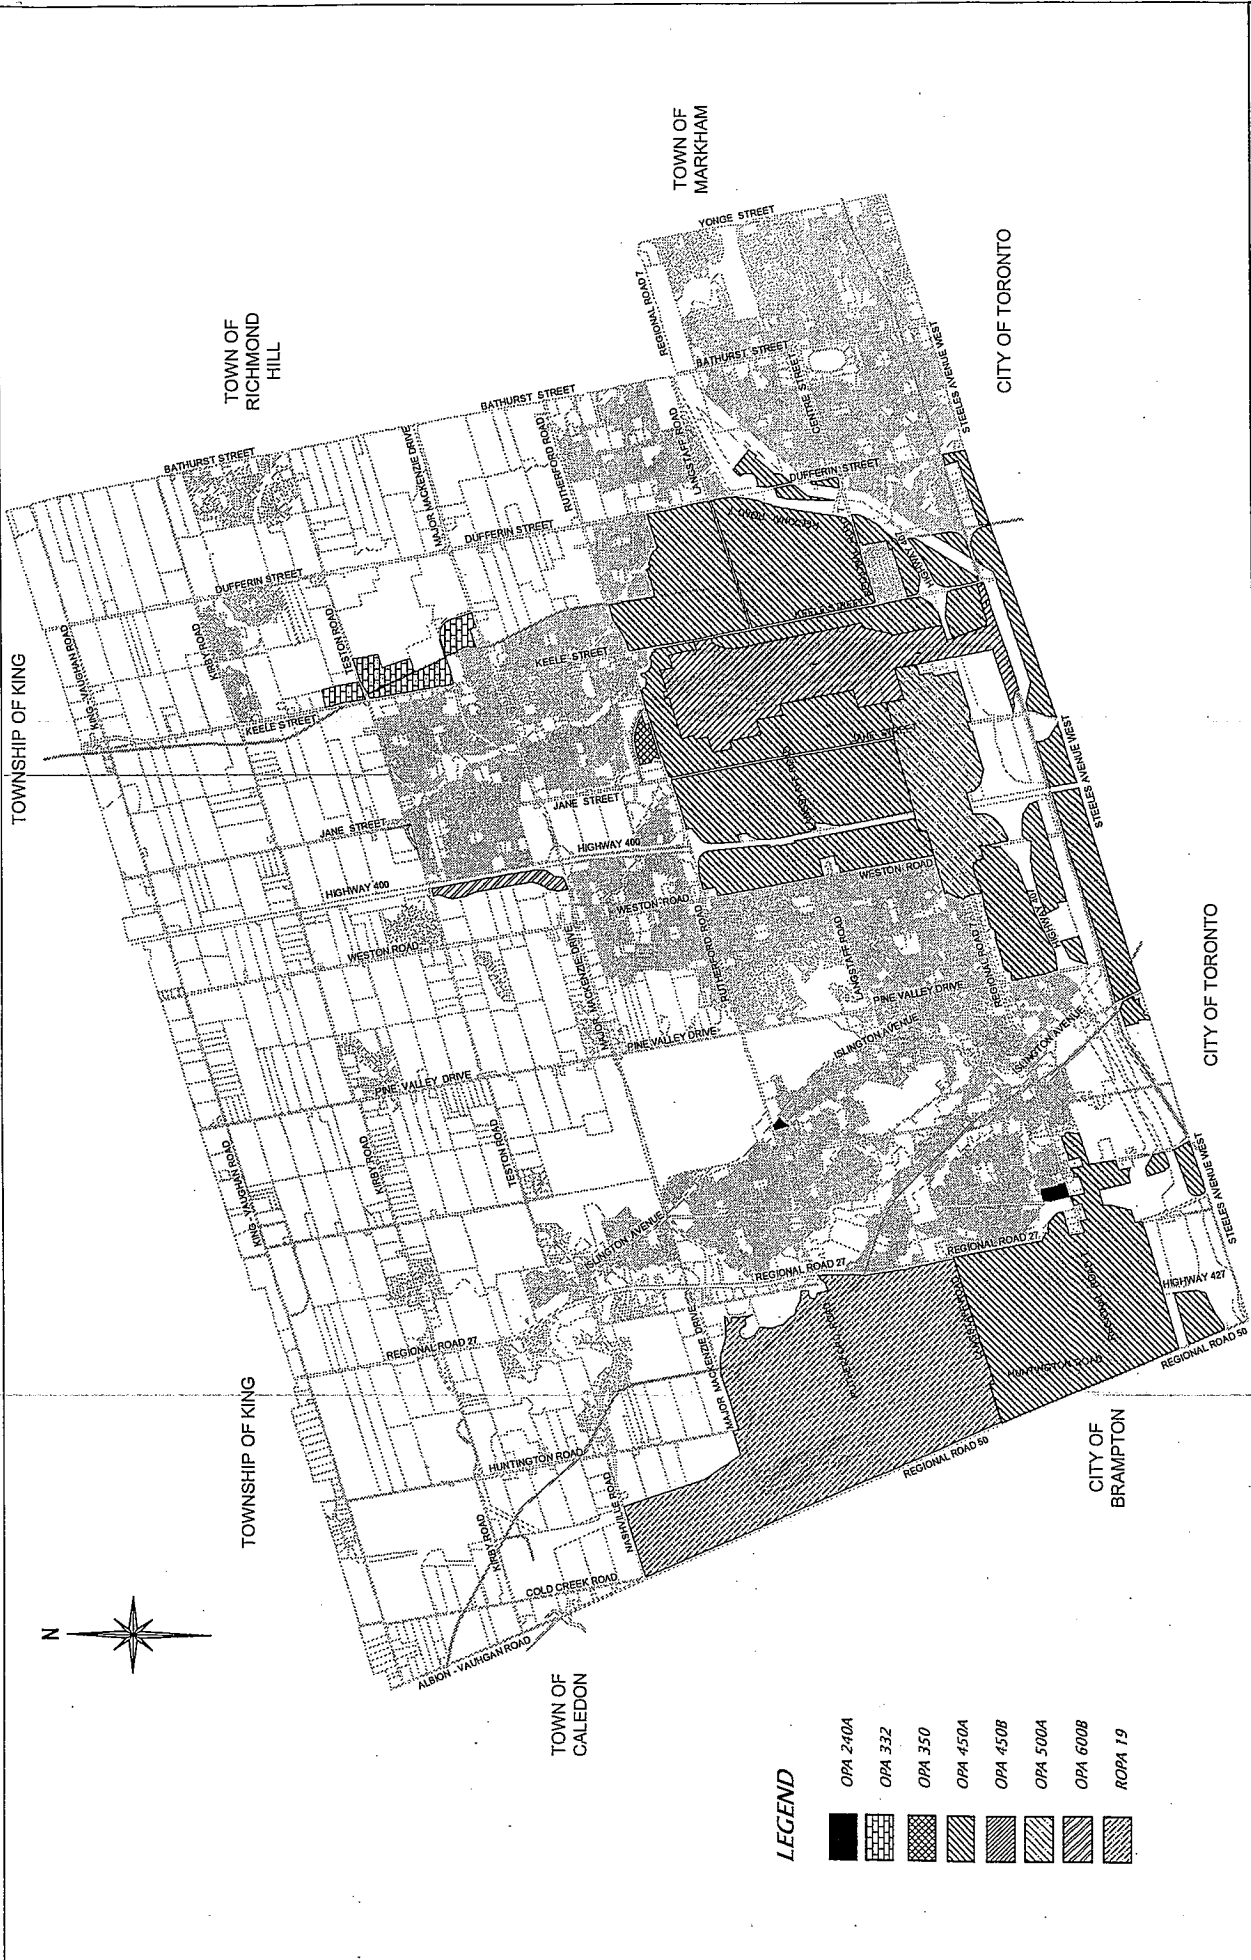 TOWNSHIP OF KING
TOWN OF
RICHMOND
HILL
TOWN OF
MARKHAM
CITY OF TORONTO
CITY OF TORONTO
TOWNSHIP OF KING
CITY OF
BRAMPTON
TOWN OF
CALEDON
N
BATHURST STREET
BATHURST STREET
BATHURST STREET
YONGE STREET
REGIONAL ROAD 7
CENTRE STREET
DUFFERIN STREET
DUFFERIN STREET
DUFFERIN STREET
LANGSTAFF ROAD
RUTHERFORD ROAD
MAJOR MACKENZIE DRIVE
TESTON ROAD
KIRBY ROAD
KING - VAUGHAN ROAD
KEELE STREET
KEELE STREET
KEELE STREET
JANE STREET
JANE STREET
JANE STREET
HIGHWAY 400
HIGHWAY 400
WESTON ROAD
WESTON ROAD
WESTON ROAD
STEELES AVENUE WEST
STEELES AVENUE WEST
STEELES AVENUE WEST
MAJOR MACKENZIE DRIVE
RUTHERFORD ROAD
LANGSTAFF ROAD
PINE VALLEY DRIVE
PINE VALLEY DRIVE
PINE VALLEY DRIVE
ISLINGTON AVENUE
ISLINGTON AVENUE
ISLINGTON AVENUE
KING - VAUGHAN ROAD
KIRBY ROAD
TESTON ROAD
REGIONAL ROAD 27
REGIONAL ROAD 27
REGIONAL ROAD 27
HIGHWAY 427
REGIONAL ROAD 50
REGIONAL ROAD 50
HUNTINGTON ROAD
HUNTINGTON ROAD
MAJOR MACKENZIE DRIVE
NASHVILLE ROAD
KIRBY ROAD
COLD CREEK ROAD
ALBION - VAUHGAN ROAD
LEGEND
OPA 240A
OPA 332
OPA 350
OPA 450A
OPA 450B
OPA 500A
OPA 600B
ROPA 19